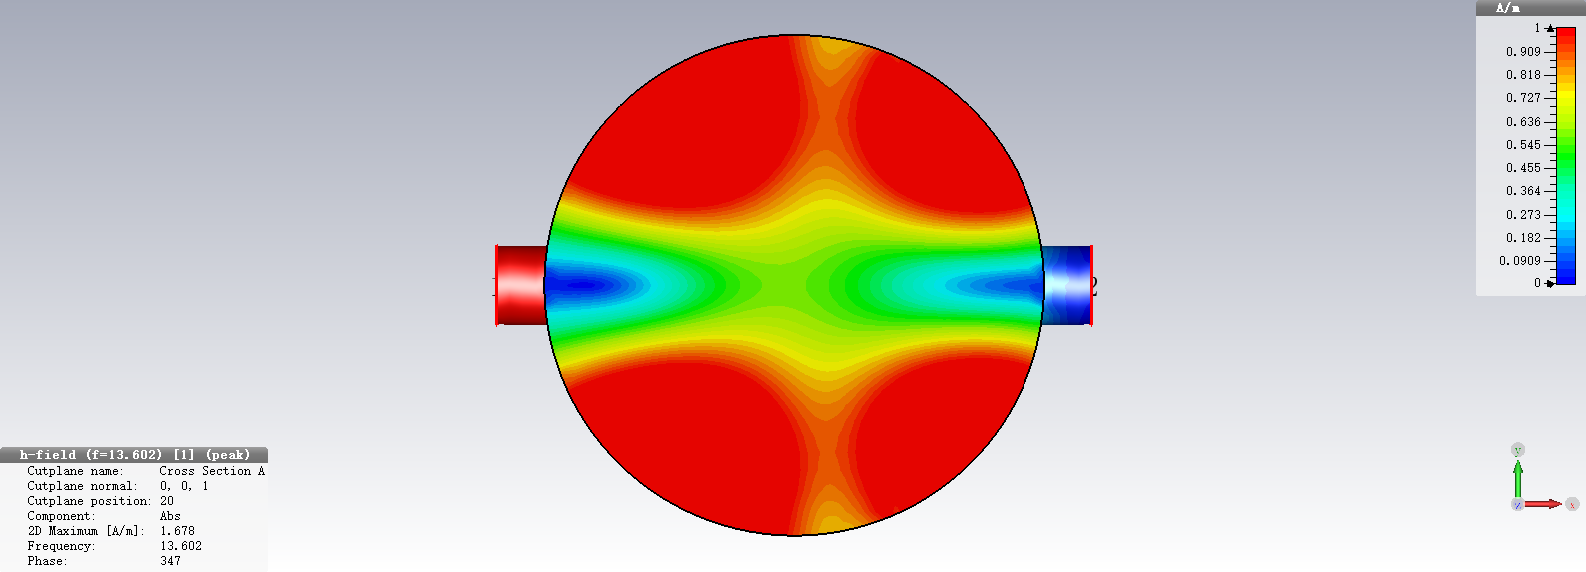 A/m
1
0.909
0.818
0.727
0.636
0.545
0.455
0.364
0.273
0.182
0.0909
0
2
h-field (f=13.602) [1] (peak)
Cutplane name: Cross Section A
Cutplane normal: 0, 0, 1
Cutplane position: 20
Component: Abs
2D Maximum [A/m]: 1.678
Frequency: 13.602
Phase: 347
Y
Z
X